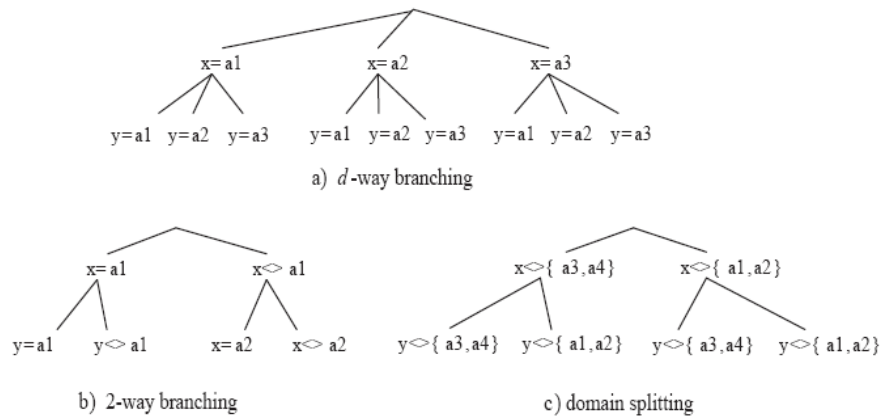 x= a1 x= a2 x= a3
y=a1 y=a2 y=a3 y=a1 y=a2 y=a3 y=a1 y=a2 y=a3
a) d-way branching
x= a1 x<> a1 x<>{ a3,a4} x<>{ a1,a2}
y=a1 y<> a1 x=a2 x<> a2 y<>{ a3,a4} y<>{ a1,a2} y<>{ a3,a4} y<>{ a1,a2}
b) 2-way branching c) domain splitting